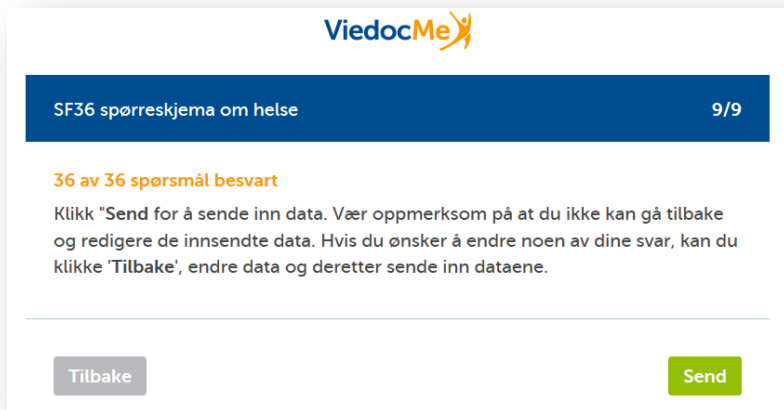 ViedocMe
SF36 spørreskjema om helse 9/9
36 av 36 spørsmål besvart
Klikk "Send for å sende inn data. Vær oppmerksom på at du ikke kan gå tilbake
og redigere de innsendte data. Hvis du ønsker å endre noen av dine svar, kan du
klikke 'Tilbake', endre data og deretter sende inn dataene.
Tilbake Send